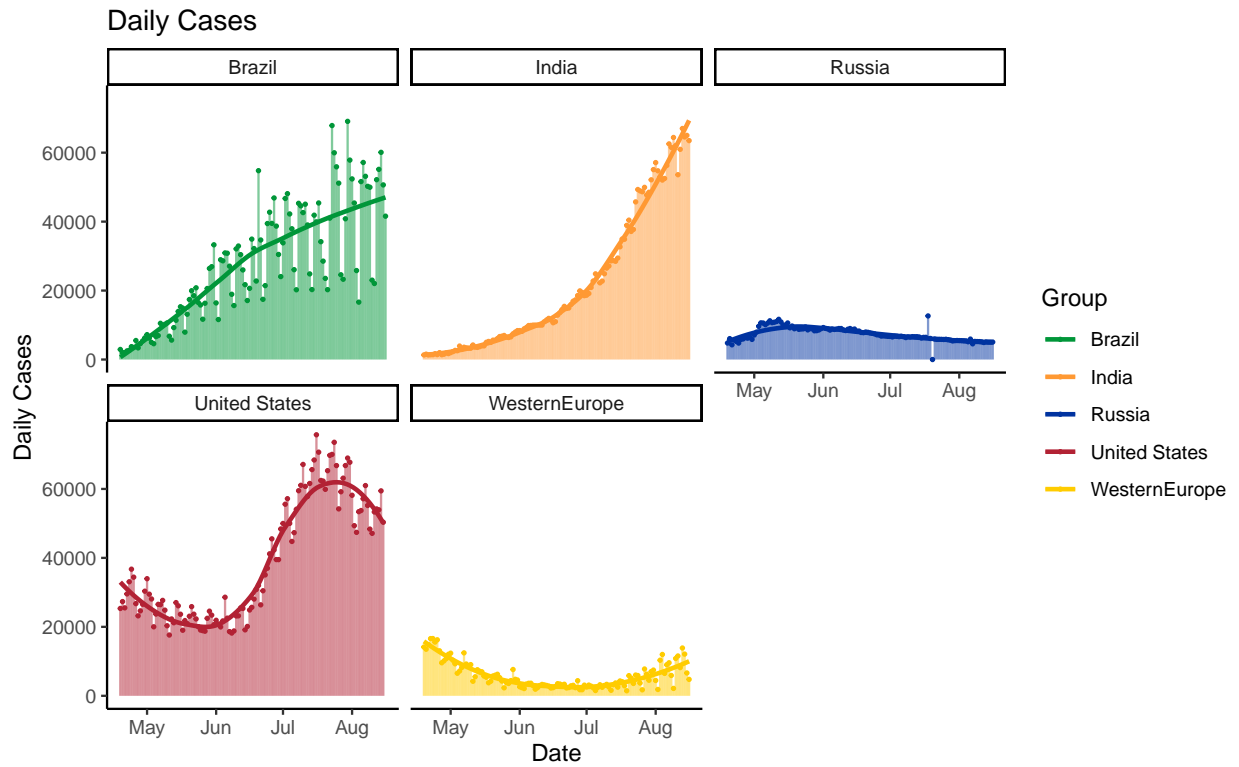 Daily Cases
Brazil
India
Russia
60000
40000
20000
0
May Jun Jul Aug
United States
WesternEurope
60000
40000
20000
0
May Jun Jul Aug
May Jun Jul Aug
Daily Cases
Date
Group
Brazil
India
Russia
United States
WesternEurope